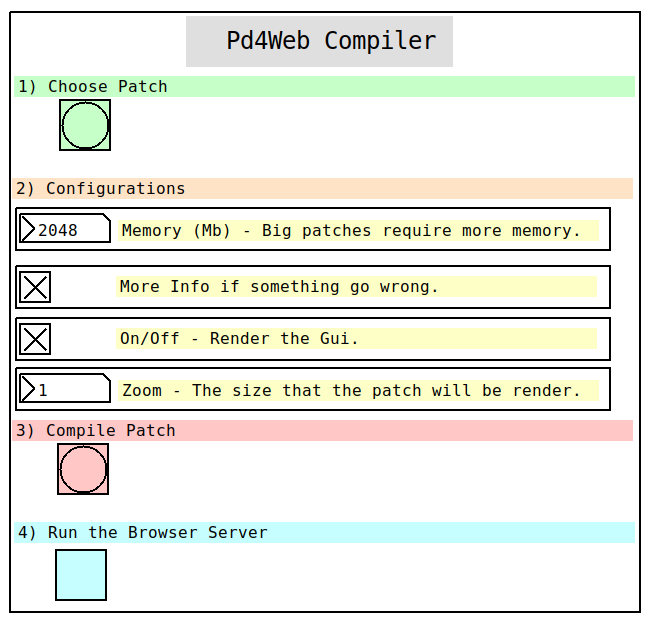 Pd4Web Compiler
1) Choose Patch
2) Configurations
2048 Memory (Mb) - Big patches require more memory.
More Info if something go wrong.
On/Off - Render the Gui.
1 Zoom - The size that the patch will be render.
3) Compile Patch
4) Run the Browser Server